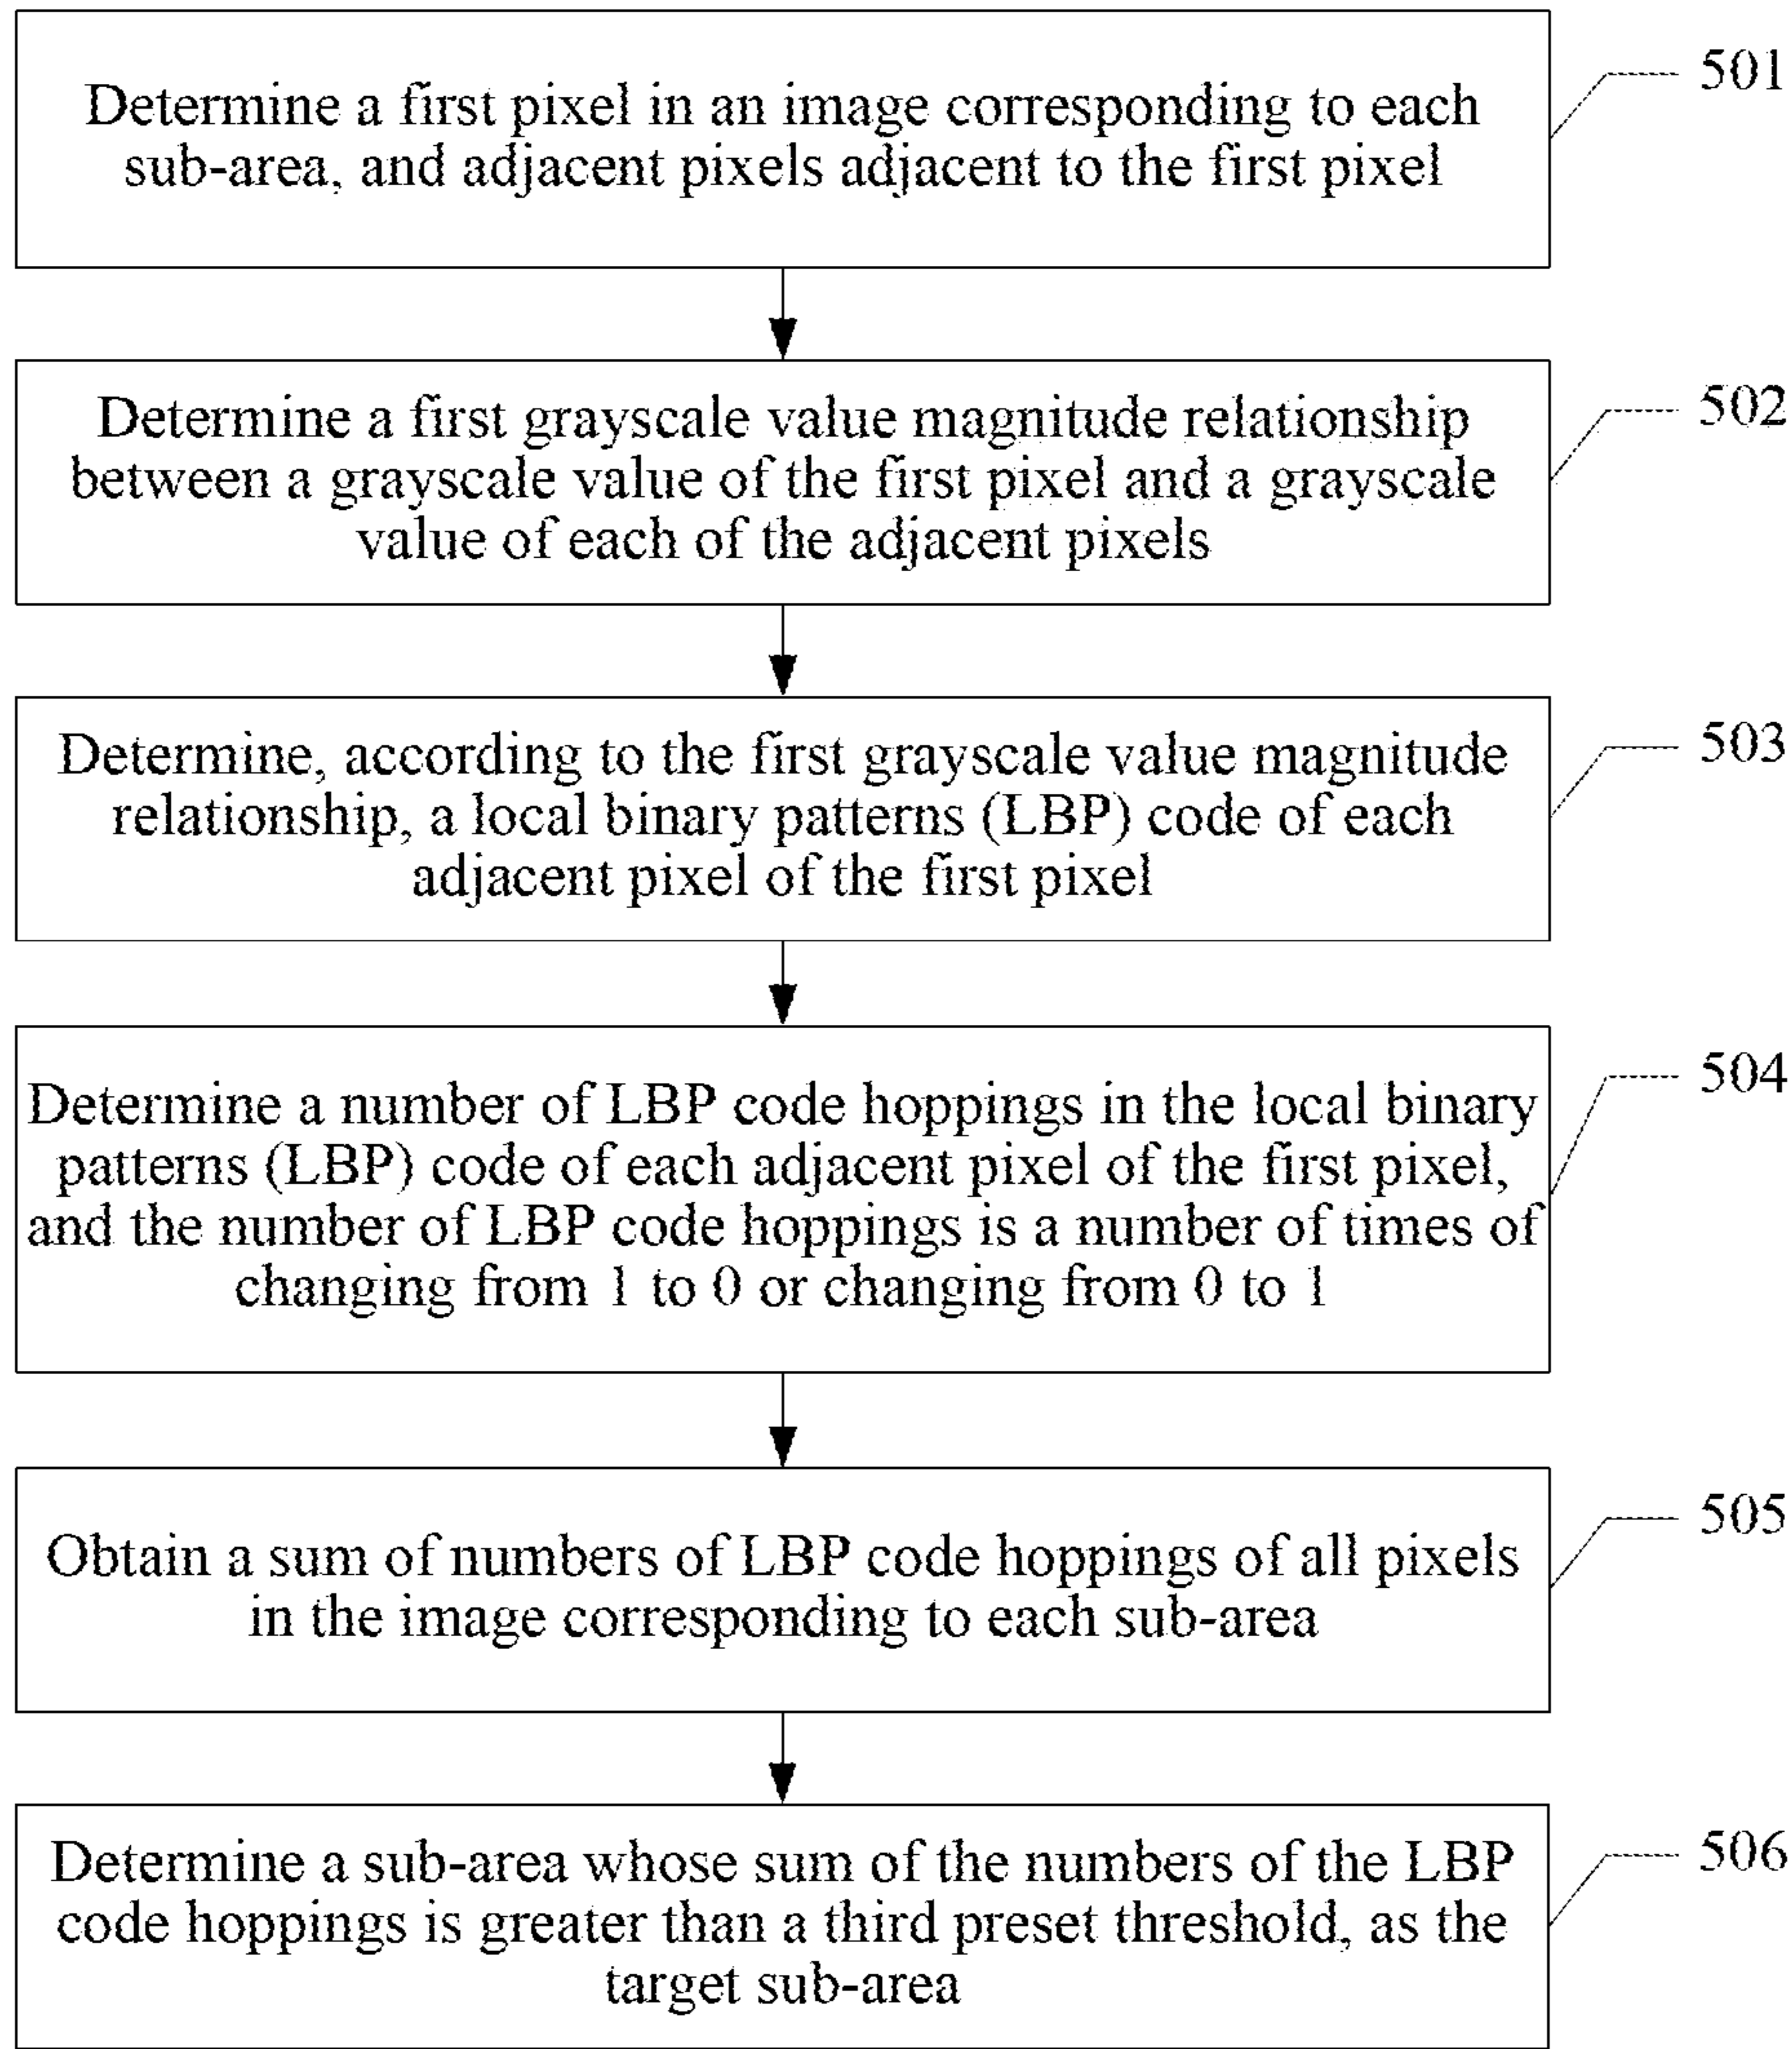 Determine a first pixel in an image corresponding to each
sub-area, and adjacent pixels adjacent to the first pixel
501
Determine a first grayscale value magnitude relationship
between a grayscale value of the first pixel and a grayscale
value of each of the adjacent pixels
502
Determine, according to the first grayscale value magnitude
relationship, a local binary patterns (LBP) code of each
adjacent pixel of the first pixel
503
Determine a number of LBP code hoppings in the local binary
patterns (LBP) code of each adjacent pixel of the first pixel,
and the number of LBP code hoppings is a number of times of
changing from 1 to 0 or changing from 0 to 1
504
Obtain a sum of numbers of LBP code hoppings of all pixels
in the image corresponding to each sub-area
505
Determine a sub-area whose sum of the numbers of the LBP
code hoppings is greater than a third preset threshold, as the
target sub-area
506